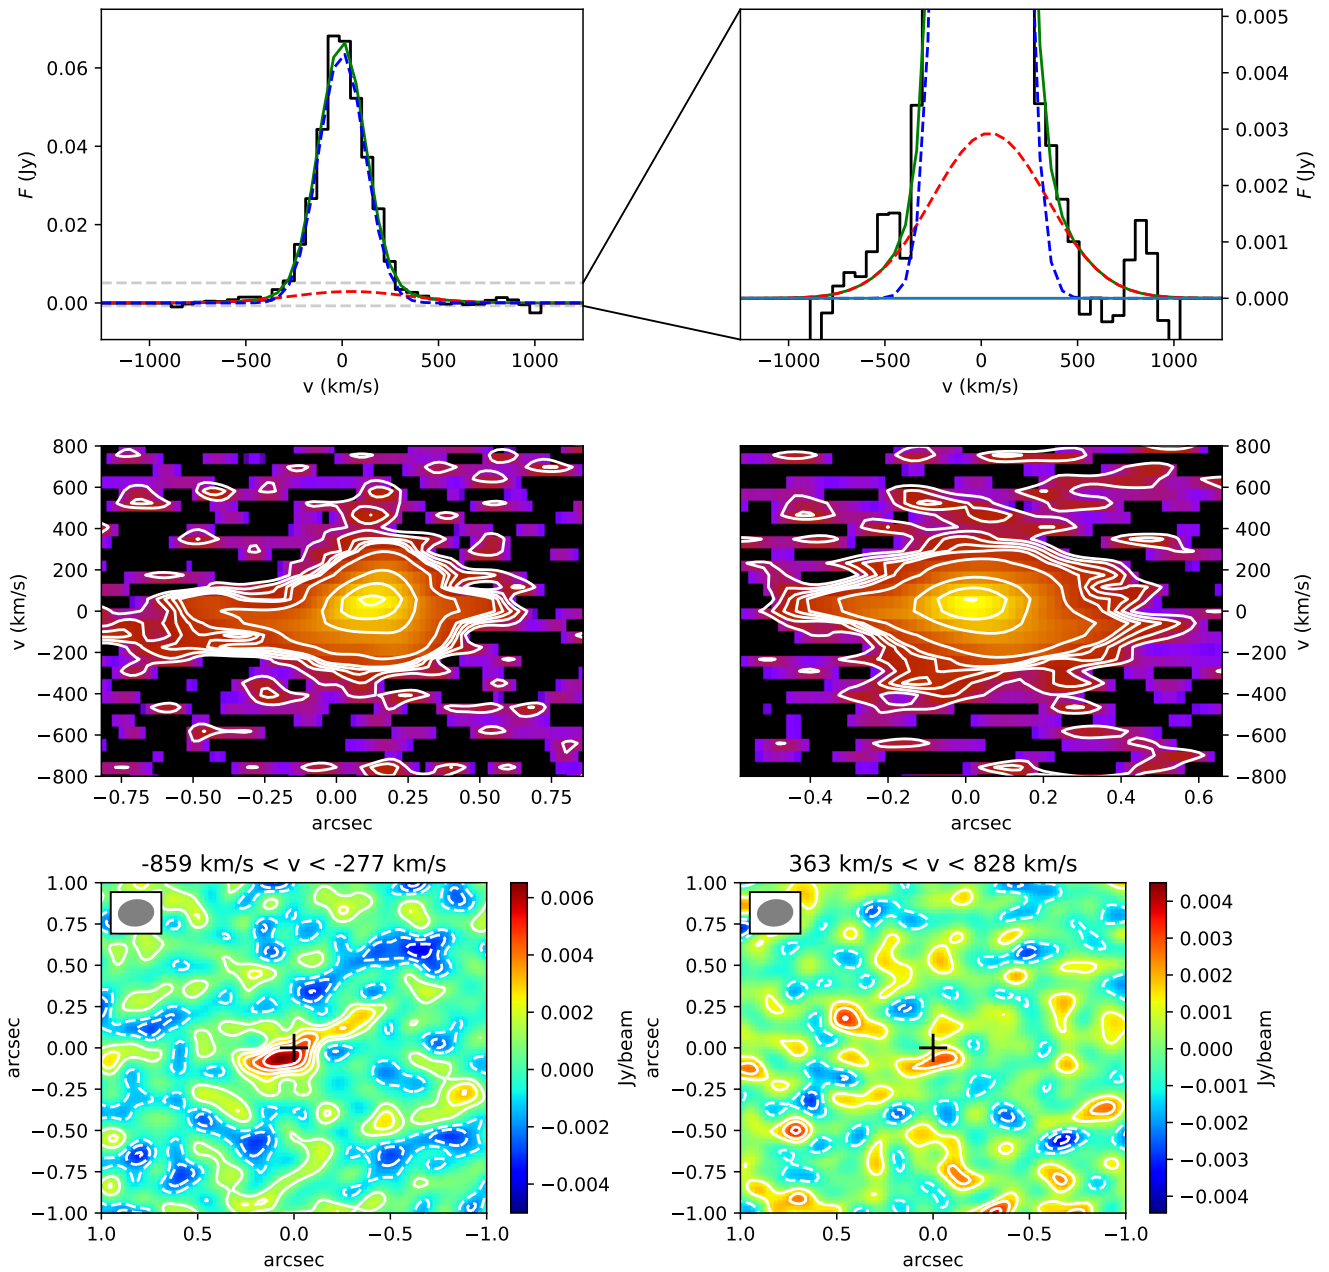 0.06
0.04
0.02
0.00
F (Jy)
−1000 −500 0 500 1000
v (km/s)
0.005
0.004
0.003
0.002
0.001
0.000
F (Jy)
−1000 −500 0 500 1000
v (km/s)
800
600
400
200
0
−200
−400
−600
−800
v (km/s)
−0.75 −0.50 −0.25 0.00 0.25 0.50 0.75
arcsec
800
600
400
200
0
−200
−400
−600
−800
v (km/s)
−0.4 −0.2 0.0 0.2 0.4 0.6
arcsec
-859 km/s < v < -277 km/s
1.00
0.75
0.50
0.25
0.00
−0.25
−0.50
−0.75
−1.00
arcsec
1.0 0.5 0.0 −0.5 −1.0
arcsec
0.006
0.004
0.002
0.000
−0.002
−0.004
Jy/beam
363 km/s < v < 828 km/s
1.00
0.75
0.50
0.25
0.00
−0.25
−0.50
−0.75
−1.00
arcsec
1.0 0.5 0.0 −0.5 −1.0
arcsec
0.004
0.003
0.002
0.001
0.000
−0.001
−0.002
−0.003
−0.004
Jy/beam